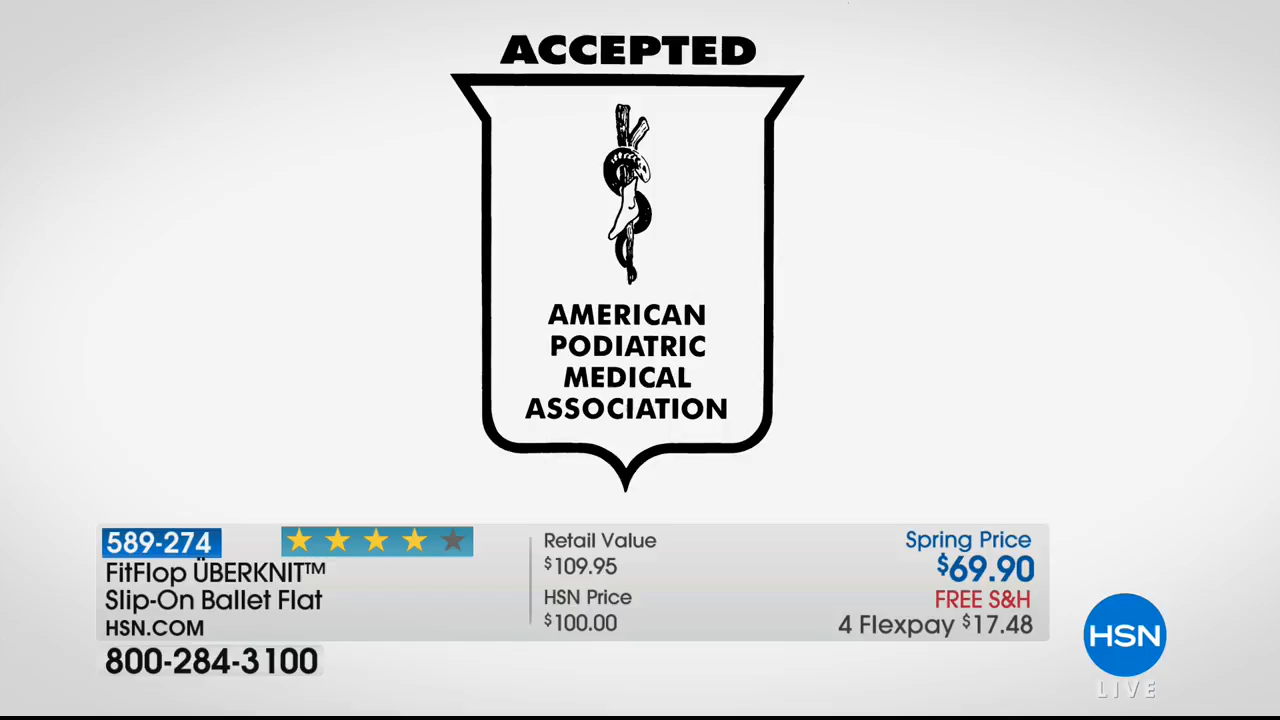 ACCEPTED
AMERICAN
PODIATRIC
MEDICAL
ASSOCIATION
589-274
FitFlop ÜBERKNIT™
Slip-On Ballet Flat
HSN.COM
800-284-3100
Retail Value
$109.95
HSN Price
$100.00
Spring Price
$69.90
FREE S&H
4 Flexpay $17.48
HSN
LIVE